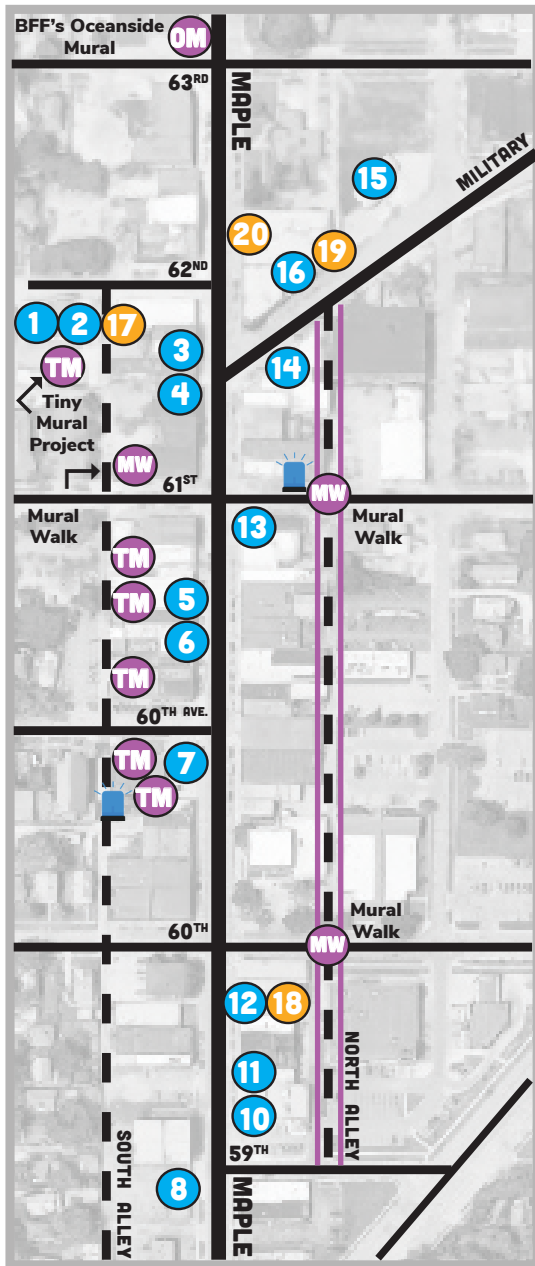 BFF's Oceanside
Mural
OM
63RD
MAPLE
MILITARY
15
20
19
16
62ND
1
2
17
3
TM
14
4
Tiny
Mural
Project
MW
61ST
MW
Mural
Walk
Mural
Walk
13
TM
TM
5
6
TM
60TH AVE.
TM
7
TM
Mural
Walk
60TH
MW
12
18
11
10
NORTH ALLEY
59TH
SOUTH ALLEY
8
MAPLE